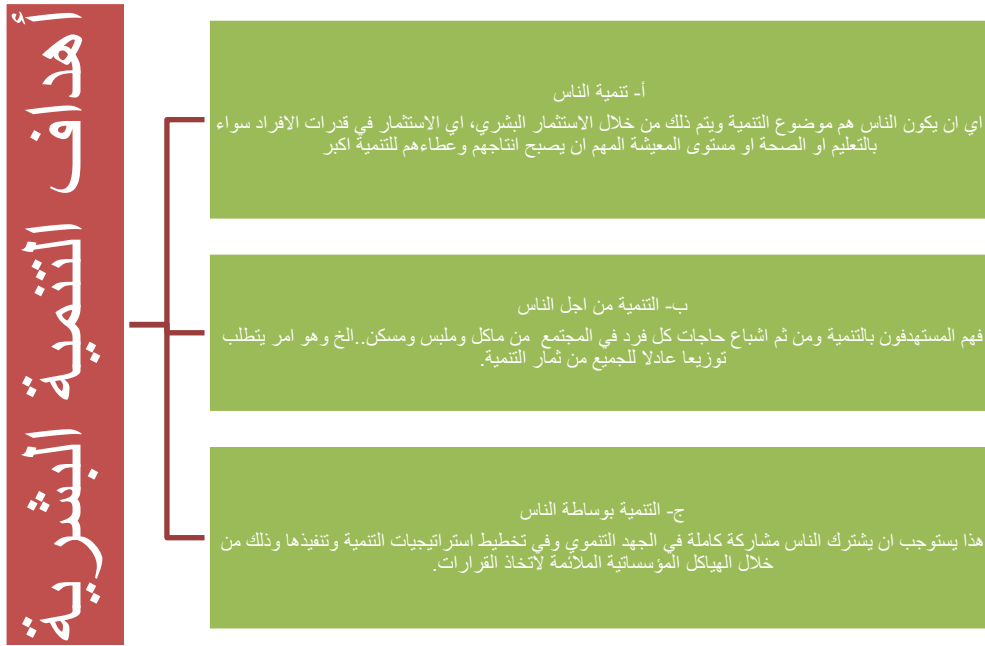 أهداف التنمية البشرية
أ- تنمية الناس
اي ان يكون الناس هم موضوع التنمية ويتم ذلك من خلال الاستثمار البشري، اي الاستثمار في قدرات الافراد سواء
بالتعليم او الصحة او مستوى المعيشة المهم ان يصبح انتاجهم وعطاءهم للتنمية اكبر
ب- التنمية من اجل الناس
فهم المستهدفون بالتنمية ومن ثم اشباع حاجات كل فرد في المجتمع من ماكل وملبس ومسكن..الخ وهو امر يتطلب
توزيعا عادلا للجميع من ثمار التنمية.
ج- التنمية بوساطة الناس
هذا يستوجب ان يشترك الناس مشاركة كاملة في الجهد التنموي وفي تخطيط استراتيجيات التنمية وتنفيذها وذلك من
خلال الهياكل المؤسساتية الملائمة لاتخاذ القرارات.